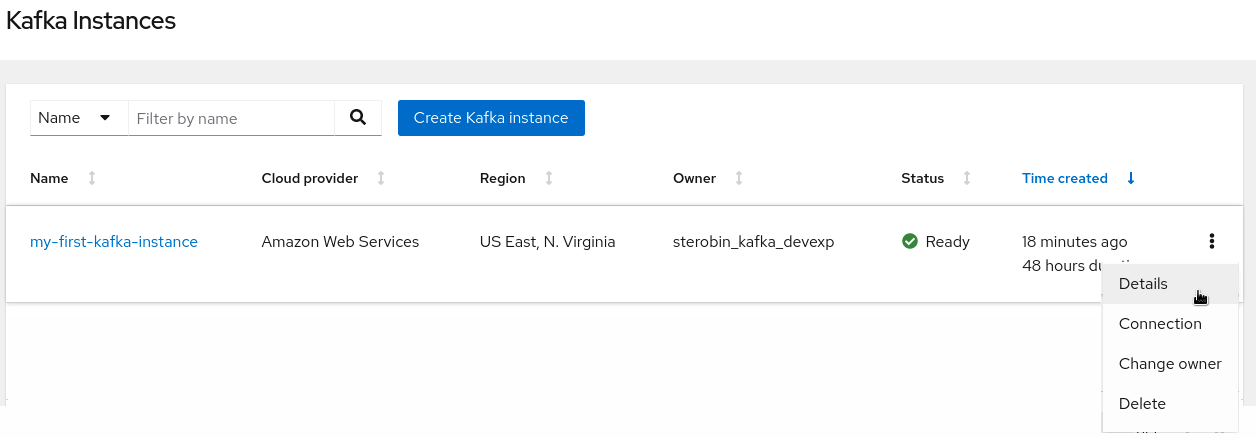 Kafka Instances
Name Filter by name Create Kafka instance
Name Cloud provider Region Owner Status Time created
my-first-kafka-instance Amazon Web Services US East, N. Virginia sterobin_kafka_devexp Ready 18 minutes ago
48 hours
Details
Connection
Change owner
Delete